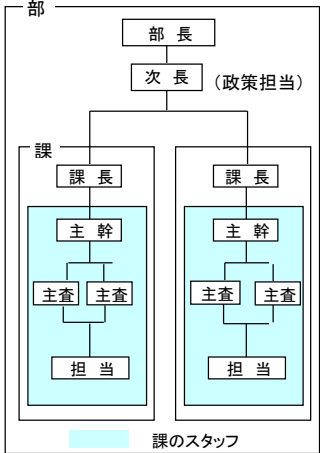 部
部 長
次 長 (政策担当)
課
課 長 課 長
主 幹 主 幹
主査 主査 主査 主査
担 当 担 当
課のスタッフ